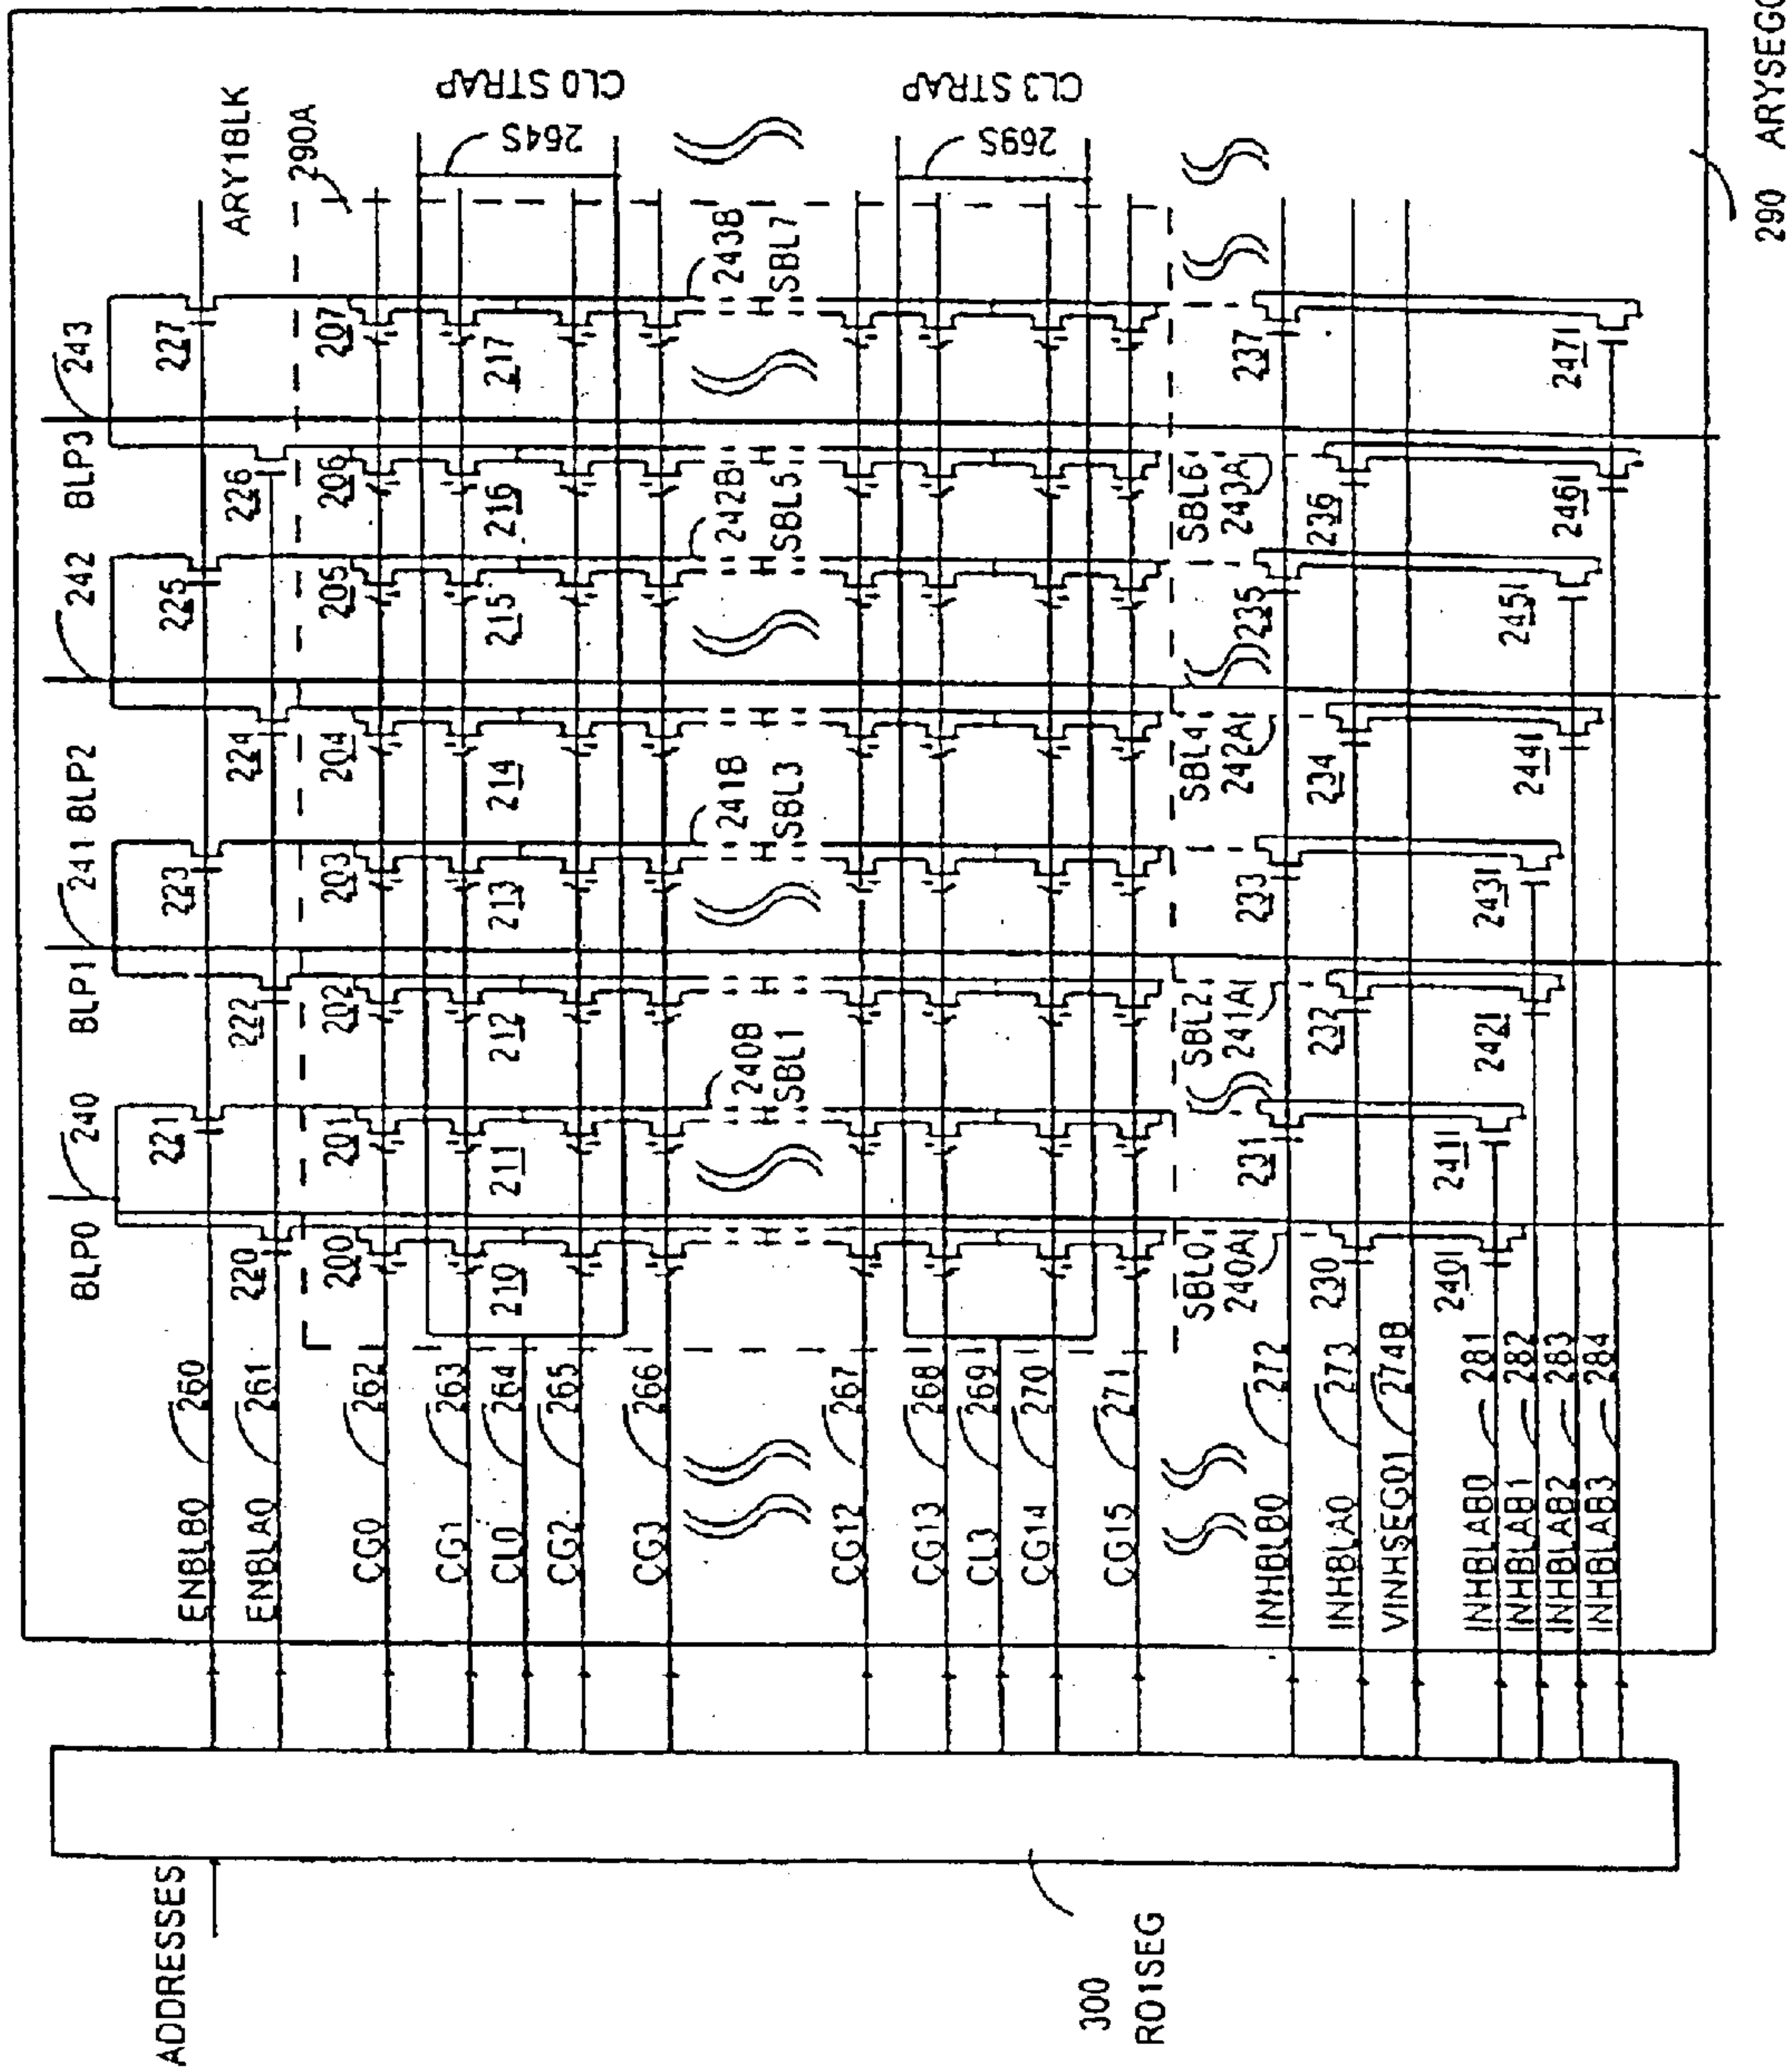 ADDRESSES
300
RO1SEG
290 ARYSEG0
BLP0 240 BLP1 241 BLP2 242 BLP3 243
ENBLB0 260 221 223 225 227
ENBLA0 261 220 222 224 226 ARY1BLK
290A
CG0 262 200 201 202 203 204 205 206 207
CG1 263
CL0 264 210 211 212 213 214 215 216 217
264S CL0 STRAP
CG2 265
CG3 266
240B 241B 242B 243B
SBL1 SBL3 SBL5 SBL7
CG12 267
CG13 268
CL3 269
269S CL3 STRAP
CG14 270
CG15 271
SBL0 SBL2 SBL4 SBL6
240A 241A 242A 243A
INHBLB0 272 231 233 235 237
INHBLA0 273 230 232 234 236
VINHSEG01 274B
INHBLAB0 281 240I 241I
INHBLAB1 282 242I 243I
INHBLAB2 283 244I 245I
INHBLAB3 284 246I 247I